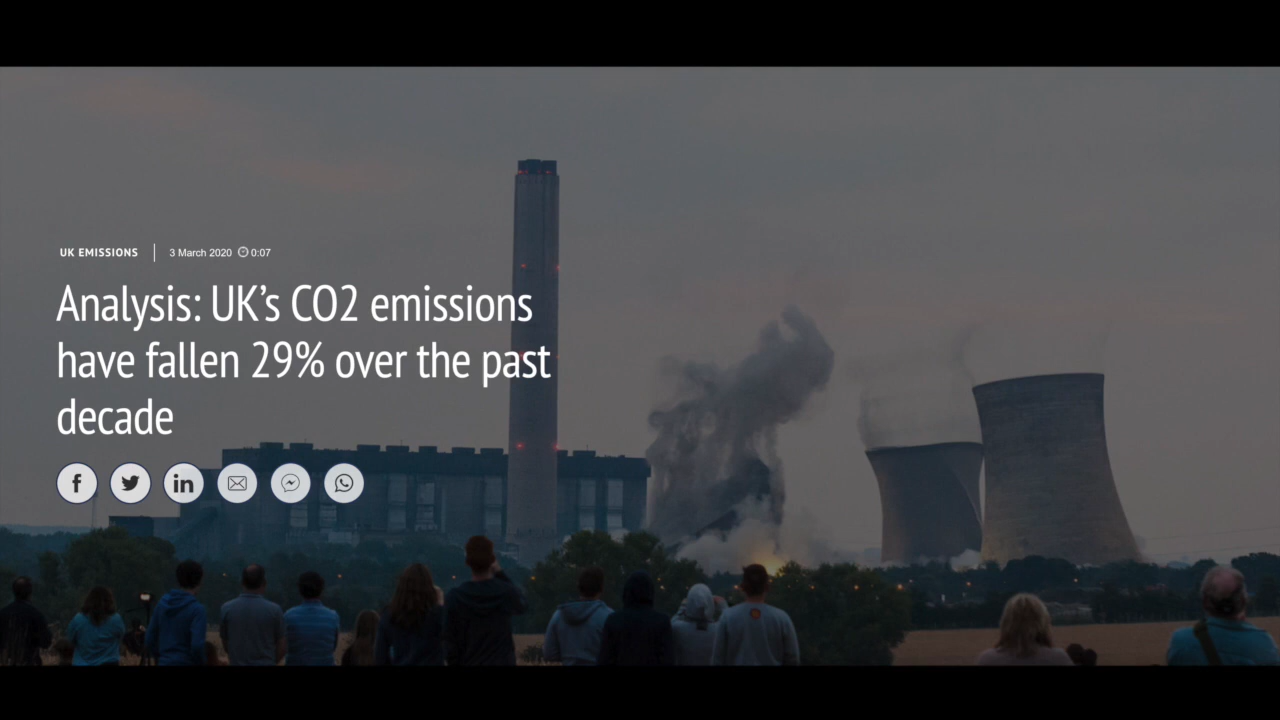 UK EMISSIONS 3 March 2020 0:07
Analysis: UK’s CO2 emissions
have fallen 29% over the past
decade